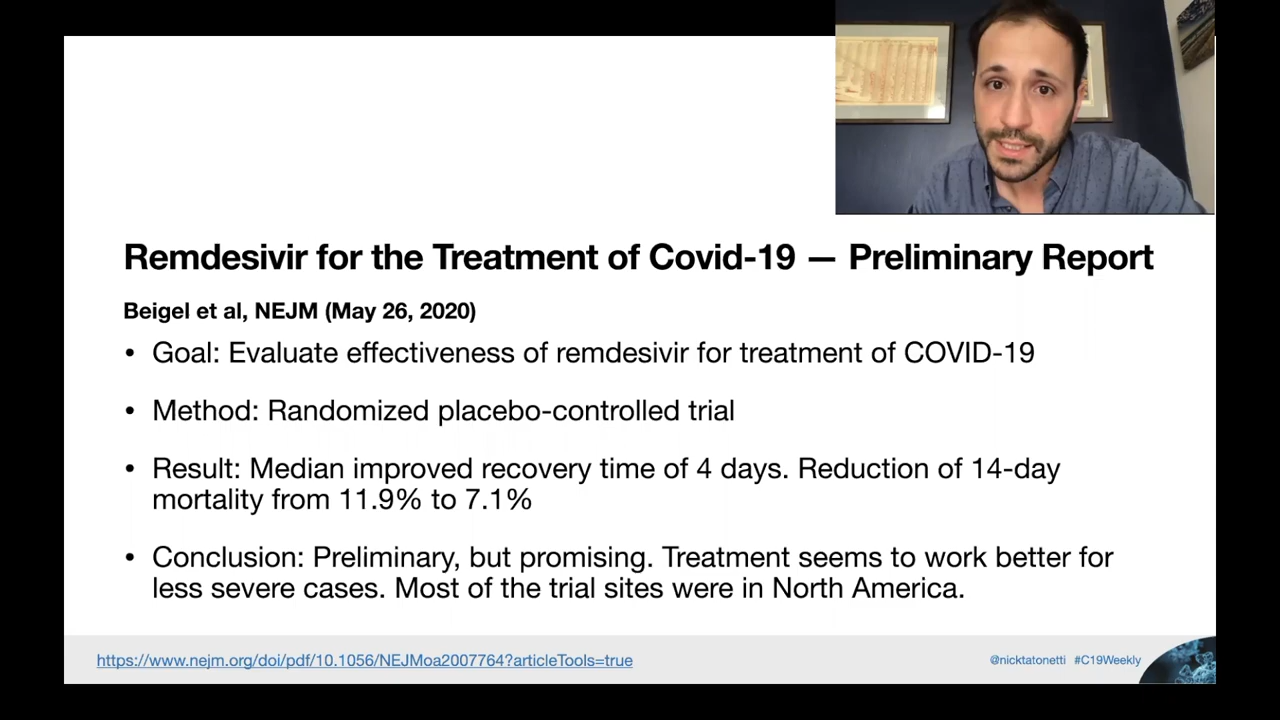 Remdesivir for the Treatment of Covid-19 — Preliminary Report
Beigel et al, NEJM (May 26, 2020)
• Goal: Evaluate effectiveness of remdesivir for treatment of COVID-19
• Method: Randomized placebo-controlled trial
• Result: Median improved recovery time of 4 days. Reduction of 14-day
mortality from 11.9% to 7.1%
• Conclusion: Preliminary, but promising. Treatment seems to work better for
less severe cases. Most of the trial sites were in North America.
https://www.nejm.org/doi/pdf/10.1056/NEJMoa2007764?articleTools=true
@nicktatonetti #C19Weekly